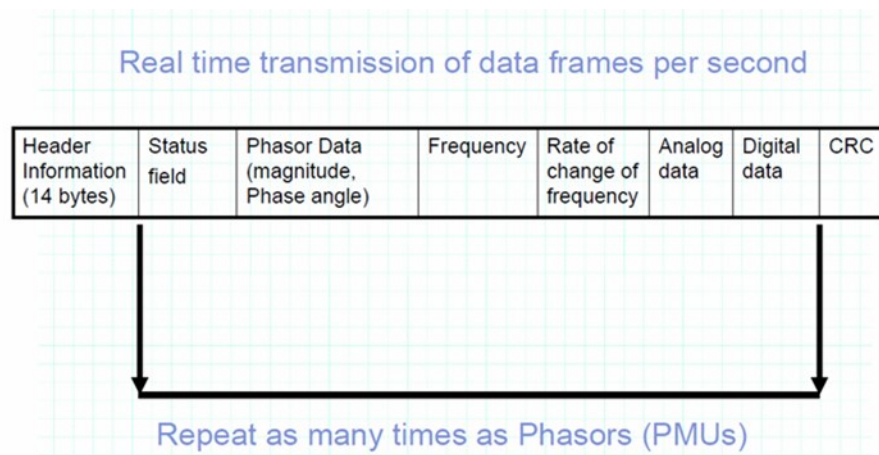 Real time transmission of data frames per second
Header Information (14 bytes)
Status field
Phasor Data (magnitude, Phase angle)
Frequency
Rate of change of frequency
Analog data
Digital data
CRC
Repeat as many times as Phasors (PMUs)